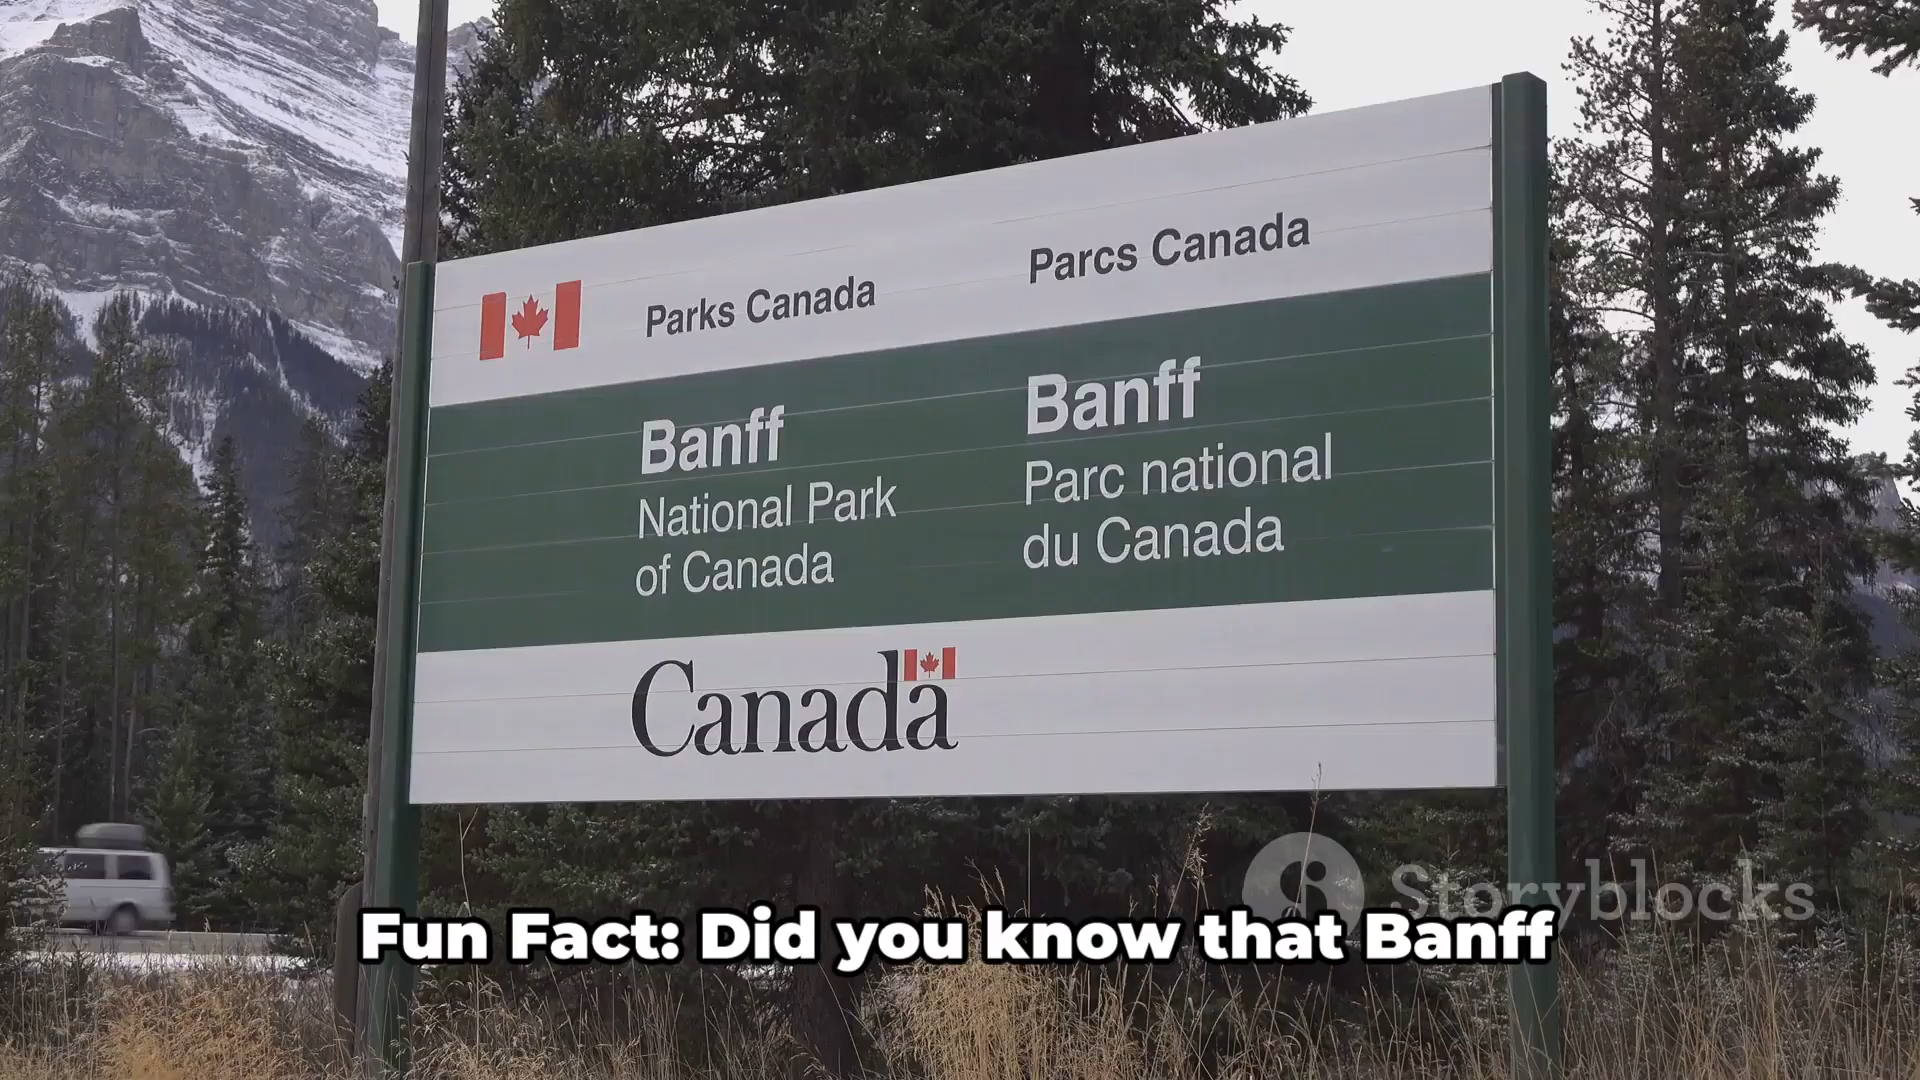 Parks Canada
Parcs Canada
Banff
National Park
of Canada
Banff
Parc national
du Canada
Canada
Storyblocks
Fun Fact: Did you know that Banff